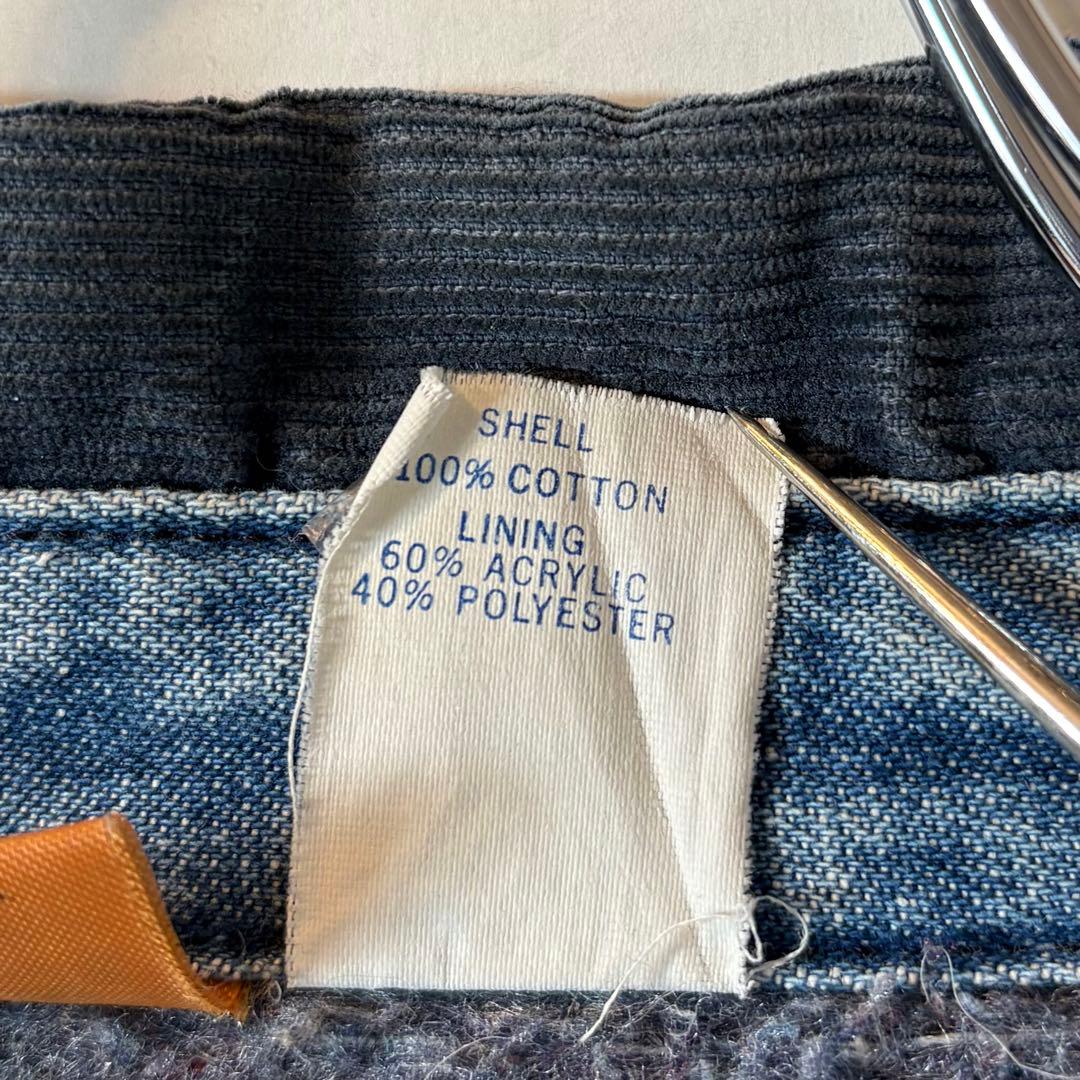 SHELL
100% COTTON
LINING
60% ACRYLIC
40% POLYESTER